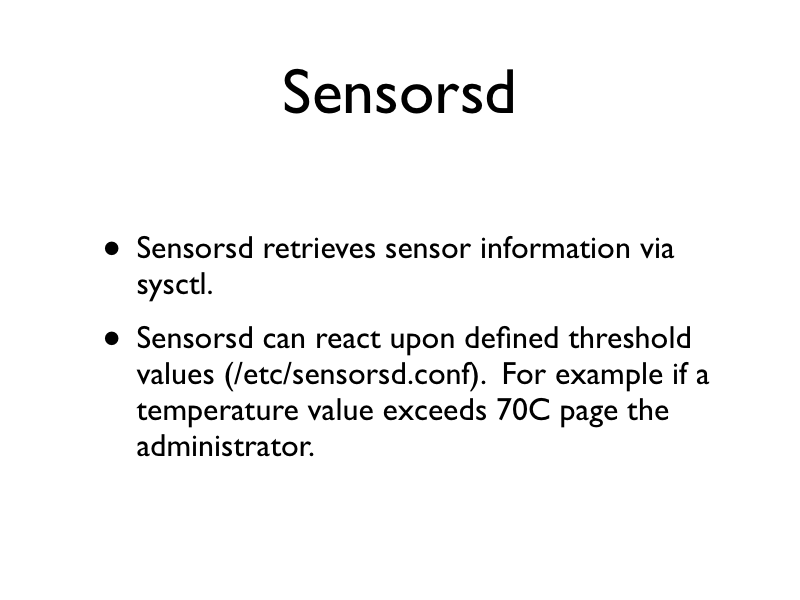 Sensorsd
• Sensorsd retrieves sensor information via
sysctl.
• Sensorsd can react upon defined threshold
values (/etc/sensorsd.conf).  For example if a
temperature value exceeds 70C page the
administrator.